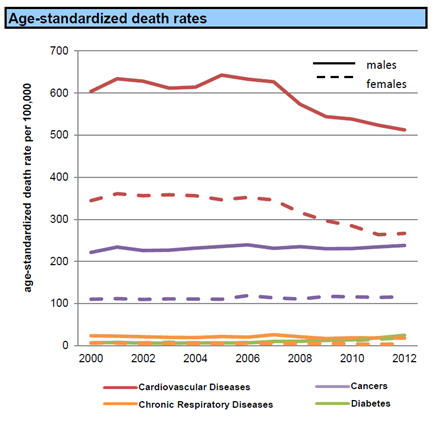 Age-standardized death rates
age-standardized death rate per 100,000
700
600
500
400
300
200
100
0
males
females
2000 2002 2004 2006 2008 2010 2012
Cardiovascular Diseases
Cancers
Chronic Respiratory Diseases
Diabetes